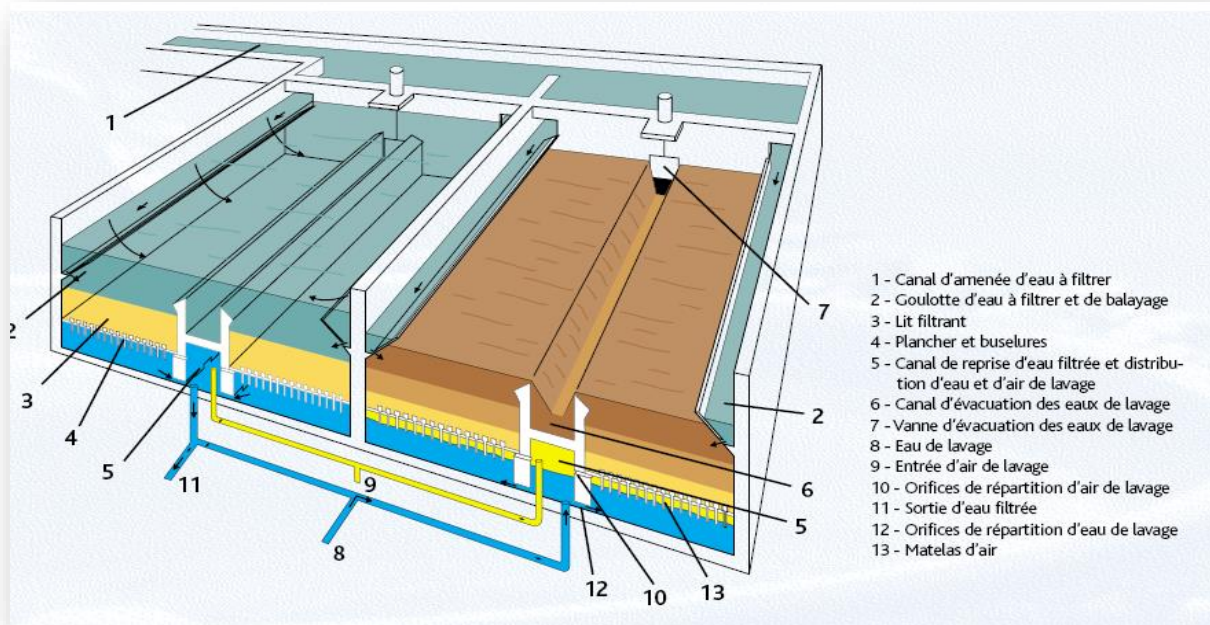 1
7
2
2
3
4
5
11
9
8
6
5
12
10
13
1 - Canal d'amenée d'eau à filtrer
2 - Goulotte d'eau à filtrer et de balayage
3 - Lit filtrant
4 - Plancher et buselures
5 - Canal de reprise d'eau filtrée et distribu-
tion d'eau et d'air de lavage
6 - Canal d'évacuation des eaux de lavage
7 - Vanne d'évacuation des eaux de lavage
8 - Eau de lavage
9 - Entrée d'air de lavage
10 - Orifices de répartition d'air de lavage
11 - Sortie d'eau filtrée
12 - Orifices de répartition d'eau de lavage
13 - Matelas d'air